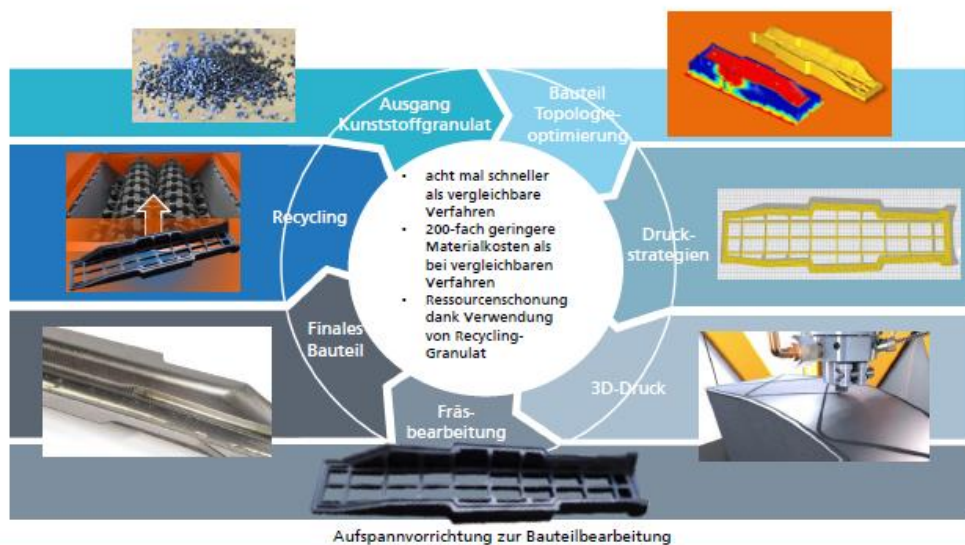 Ausgang
Kunststoffgranulat
Bauteil
Topologie-
optimierung
Druck-
strategien
3D-Druck
Fräs-
bearbeitung
Finales
Bauteil
Recycling
• acht mal schneller
als vergleichbare
Verfahren
• 200-fach geringere
Materialkosten als
bei vergleichbaren
Verfahren
• Ressourcenschonung
dank Verwendung
von Recycling-
Granulat
Aufspannvorrichtung zur Bauteilbearbeitung